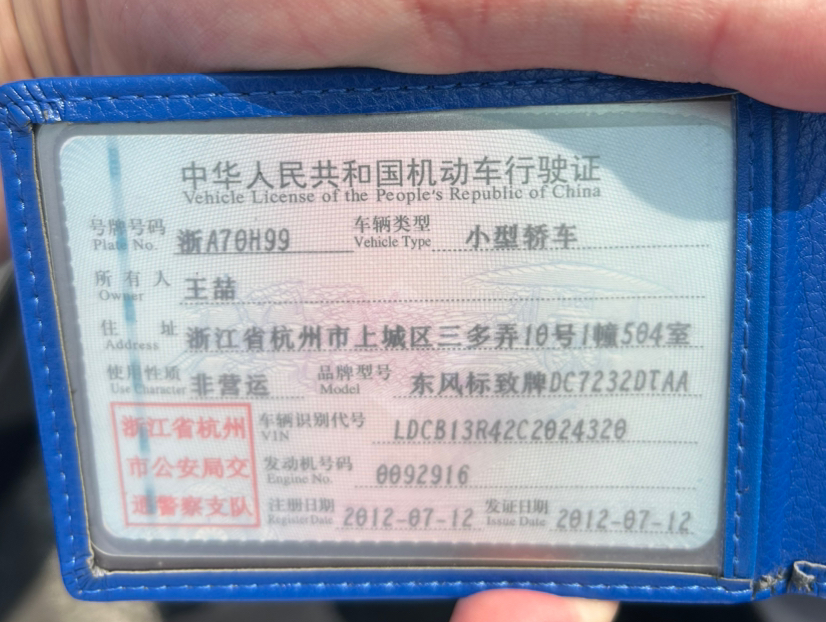 中华人民共和国机动车行驶证
Vehicle License of the People's Republic of China
号牌号码 浙A70H99 车辆类型 小型轿车
Plate No. Vehicle Type
所有人 王喆
Owner
住址 浙江省杭州市上城区三多弄10号1幢504室
Address
使用性质 非营运 品牌型号 东风标致牌DC7232DTAA
Use Character Model
浙江省杭州 车辆识别代号 LDCB13R42C2024320
VIN
市公安局交 发动机号码 0092916
Engine No.
通警察支队 注册日期 2012-07-12 发证日期 2012-07-12
Register Date Issue Date